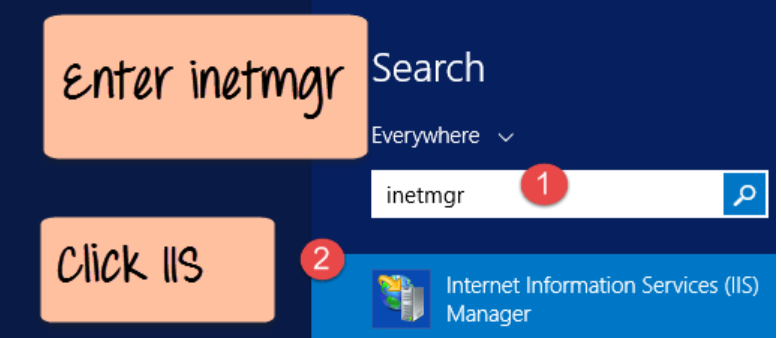 Enter inetmgr
Search
Everywhere
inetmgr
1
Click IIS
2
Internet Information Services (IIS)
Manager